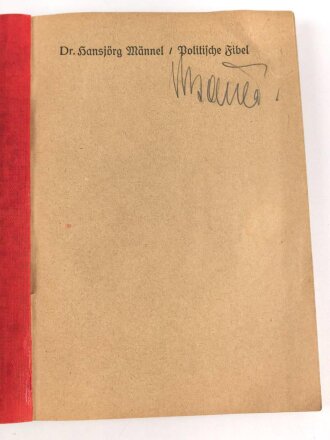 Dr. Hansjörg Männel / Politische Fibel